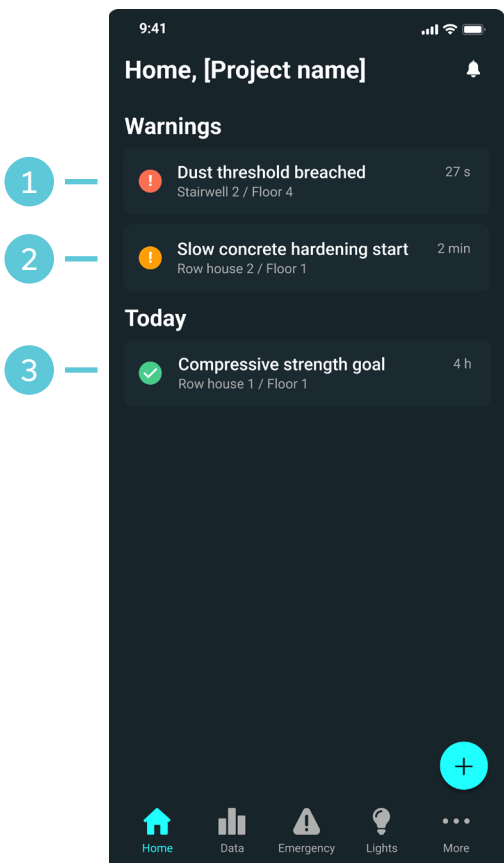 9:41
Home, [Project name]
Warnings
1
Dust threshold breached 27 s
Stairwell 2 / Floor 4
2
Slow concrete hardening start 2 min
Row house 2 / Floor 1
Today
3
Compressive strength goal 4 h
Row house 1 / Floor 1
Home Data Emergency Lights More